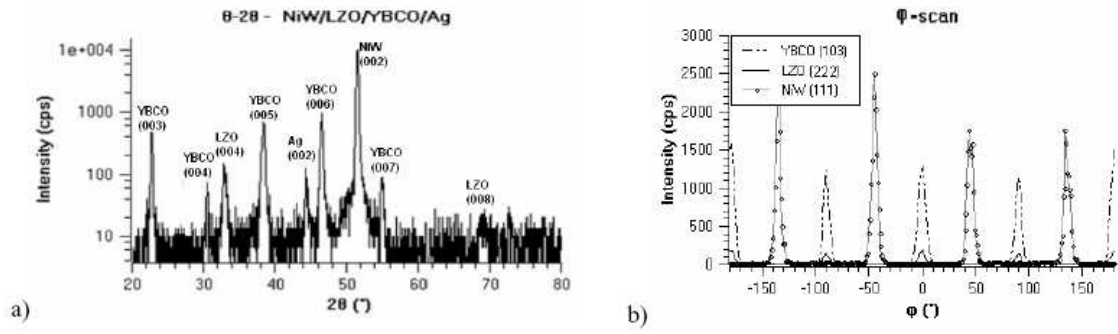 θ-2θ - NiW/LZO/YBCO/Ag
1e+004
1000
100
10
Intensity (cps)
YBCO
(003)
YBCO
(004)
LZO
(004)
YBCO
(005)
Ag
(002)
YBCO
(006)
NiW
(002)
YBCO
(007)
LZO
(008)
20 30 40 50 60 70 80
2θ (°)
a)
φ-scan
3000
2500
2000
1500
1000
500
0
Intensity (cps)
YBCO (103)
LZO (222)
NiW (111)
-150 -100 -50 0 50 100 150
φ (°)
b)